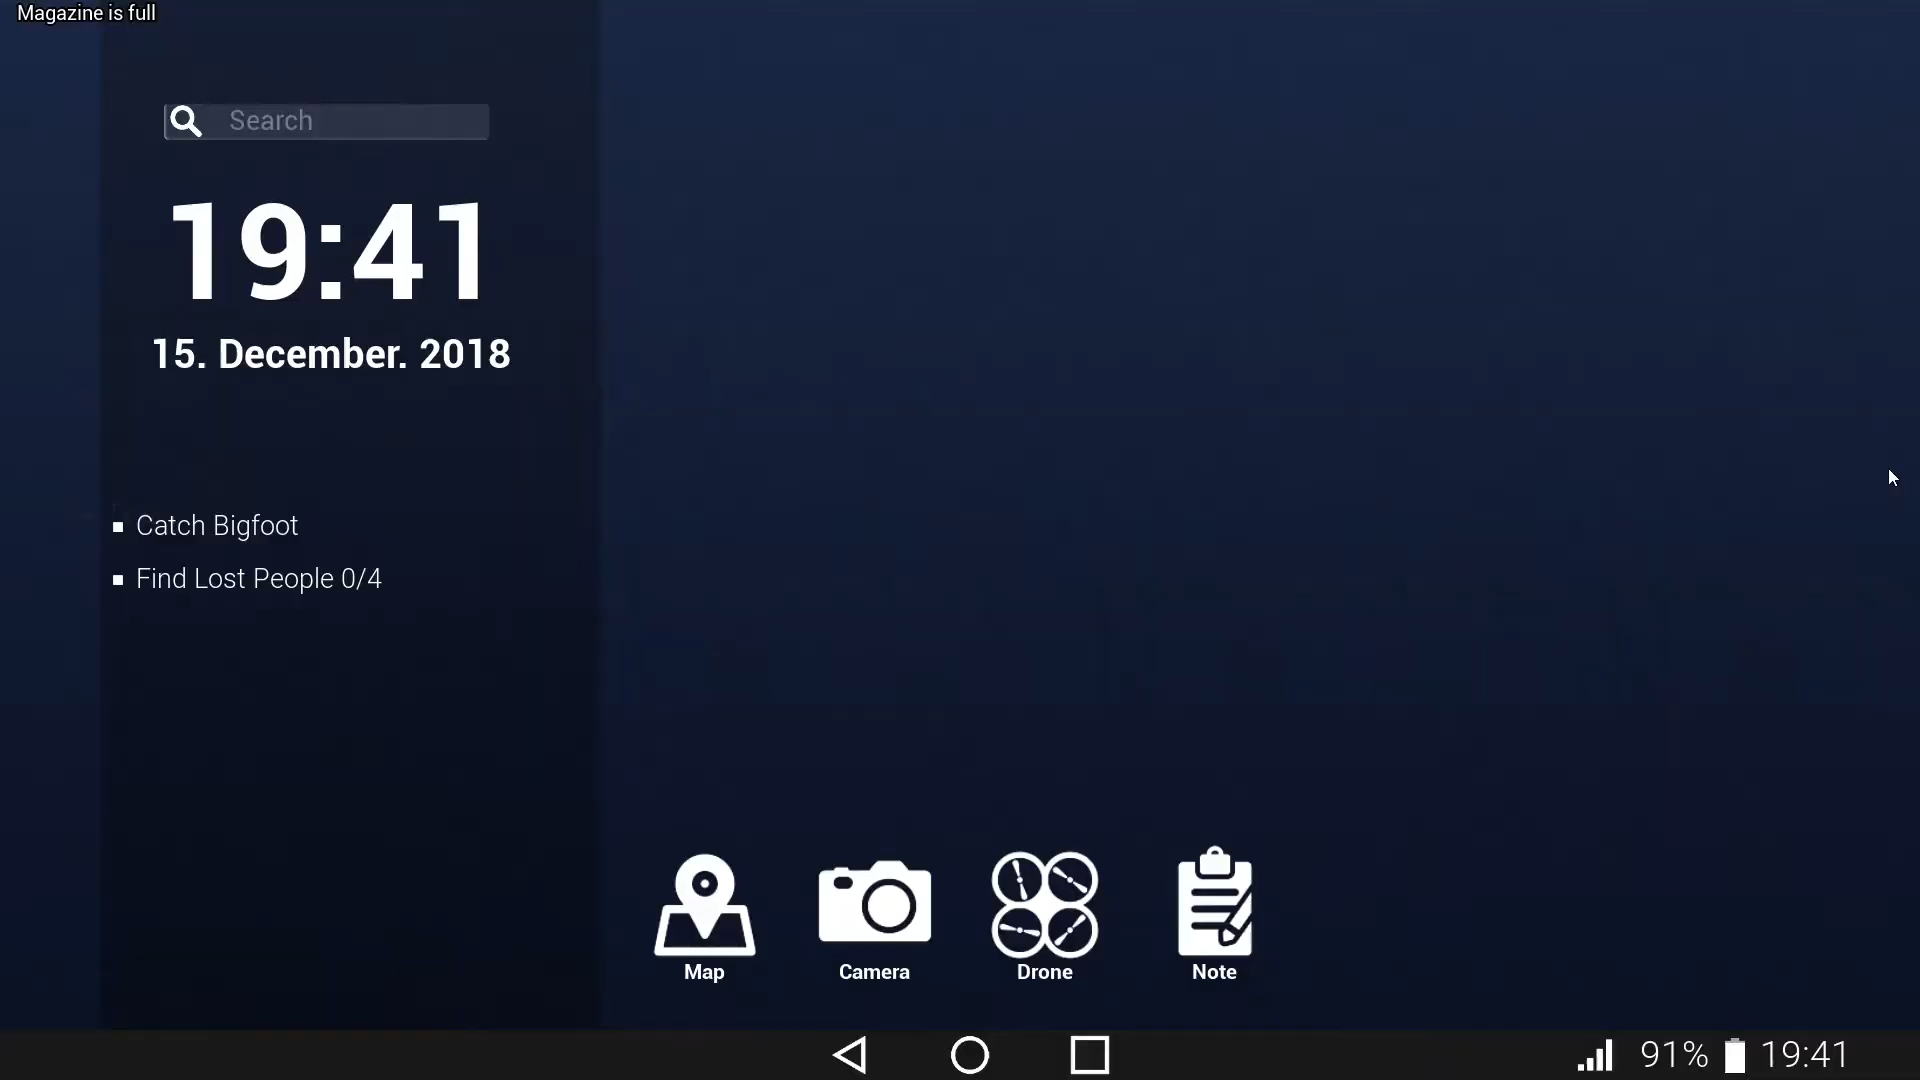 Magazine is full
Search
19:41
15. December. 2018
Catch Bigfoot
Find Lost People 0/4
Map
Camera
Drone
Note
91%
19:41